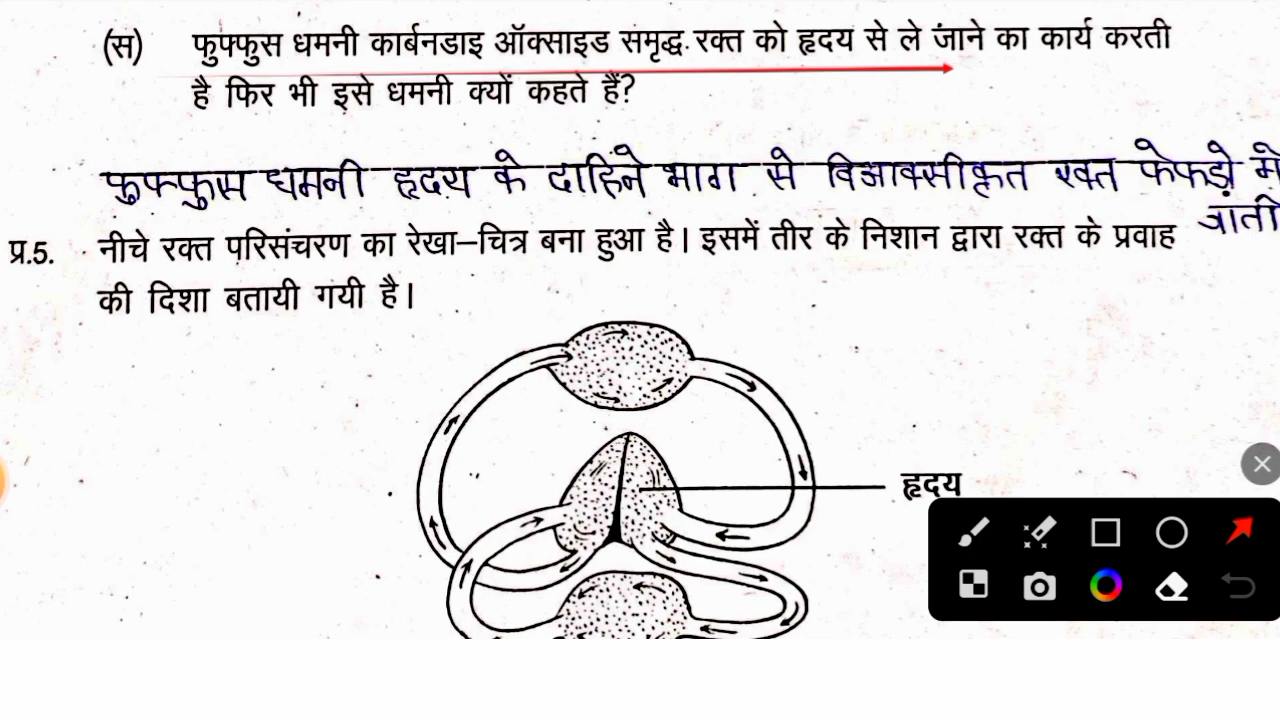 (स) फुफ्फुस धमनी कार्बनडाइ ऑक्साइड समृद्ध रक्त को हृदय से ले जाने का कार्य करती
है फिर भी इसे धमनी क्यों कहते हैं?
फुफ्फुस धमनी हृदय के दाहिने भाग से विआक्सीकृत रक्त फेफड़ो मे
जाती
प्र.5. नीचे रक्त परिसंचरण का रेखा–चित्र बना हुआ है। इसमें तीर के निशान द्वारा रक्त के प्रवाह
की दिशा बतायी गयी है।
हृदय